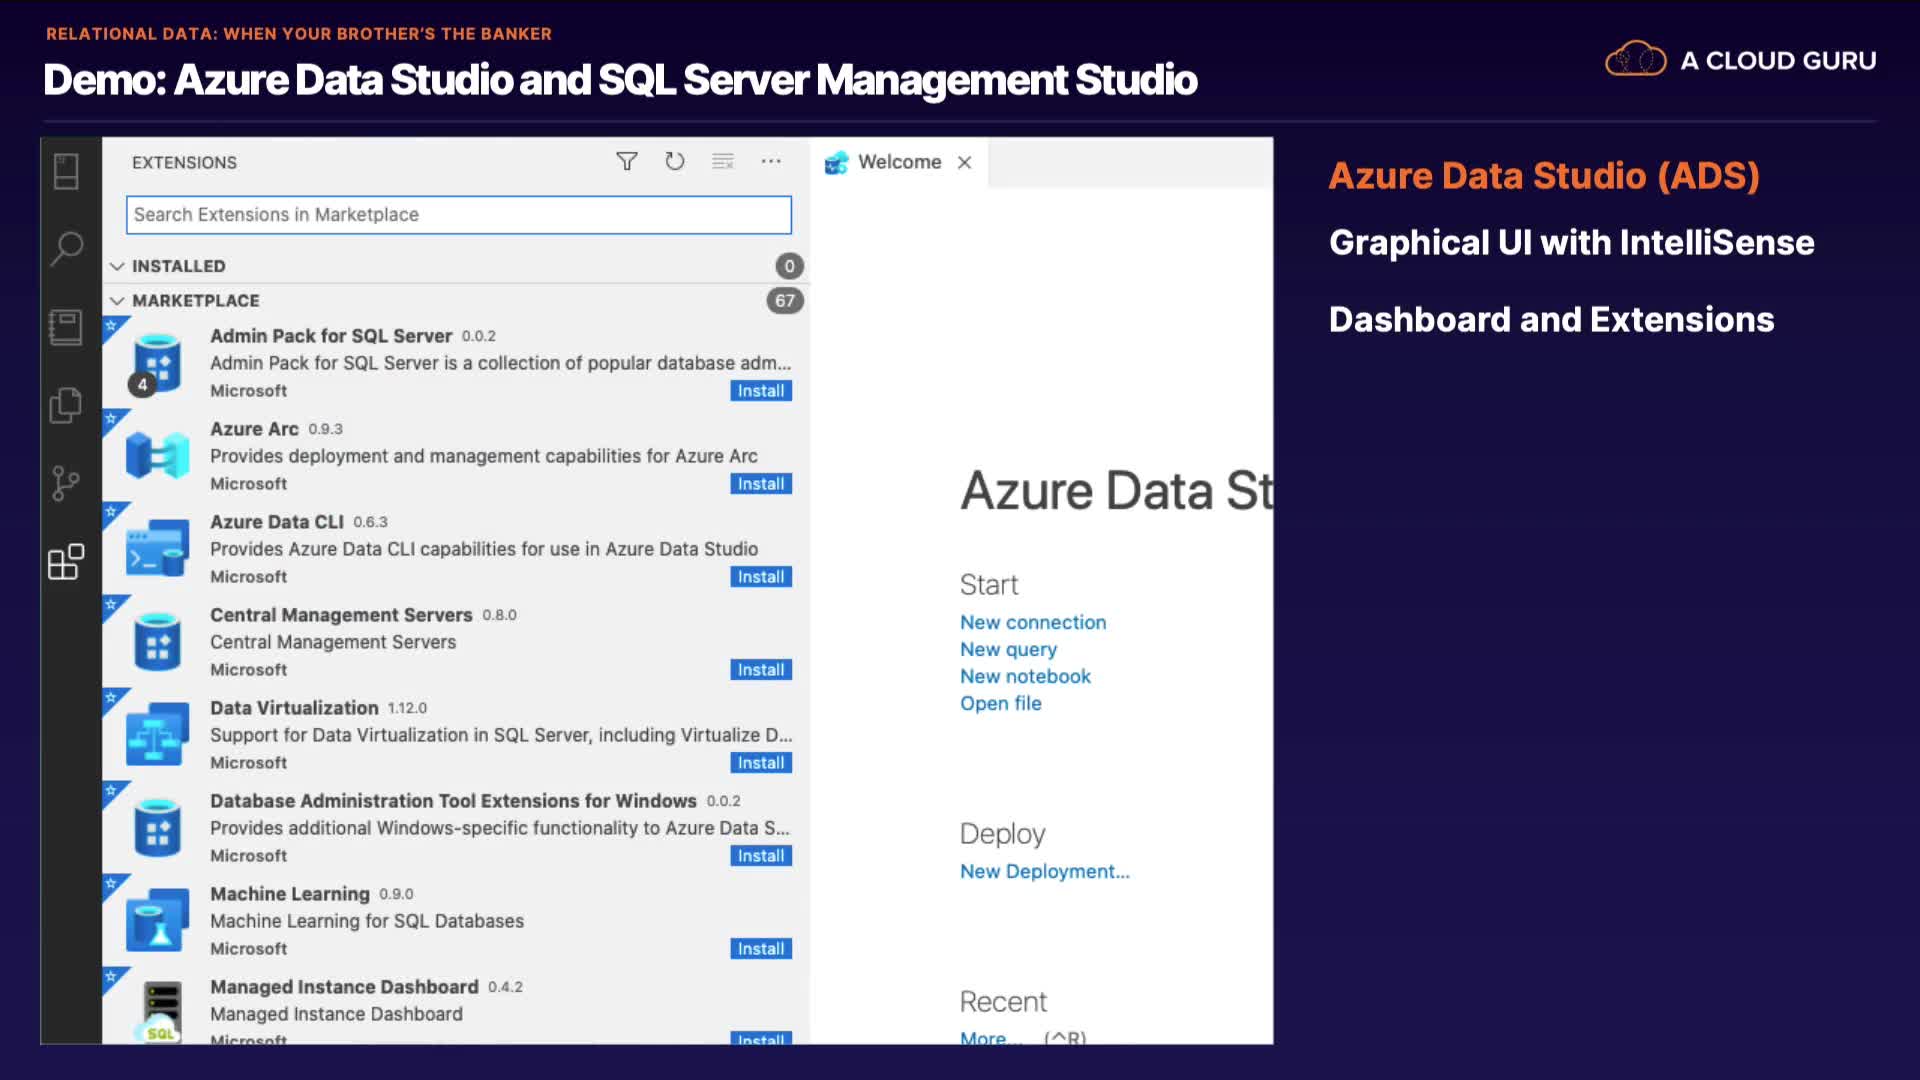 RELATIONAL DATA: WHEN YOUR BROTHER'S THE BANKER
Demo: Azure Data Studio and SQL Server Management Studio
A CLOUD GURU
EXTENSIONS
Search Extensions in Marketplace
INSTALLED 0
MARKETPLACE 67
Admin Pack for SQL Server 0.0.2
Admin Pack for SQL Server is a collection of popular database adm...
4
Microsoft Install
Azure Arc 0.9.3
Provides deployment and management capabilities for Azure Arc
Microsoft Install
Azure Data CLI 0.6.3
Provides Azure Data CLI capabilities for use in Azure Data Studio
Microsoft Install
Central Management Servers 0.8.0
Central Management Servers
Microsoft Install
Data Virtualization 1.12.0
Support for Data Virtualization in SQL Server, including Virtualize D...
Microsoft Install
Database Administration Tool Extensions for Windows 0.0.2
Provides additional Windows-specific functionality to Azure Data S...
Microsoft Install
Machine Learning 0.9.0
Machine Learning for SQL Databases
Microsoft Install
Managed Instance Dashboard 0.4.2
Managed Instance Dashboard
SQL
Microsoft Install
Welcome
Azure Data St
Start
New connection
New query
New notebook
Open file
Deploy
New Deployment...
Recent
More... (^R)
Azure Data Studio (ADS)
Graphical UI with IntelliSense
Dashboard and Extensions